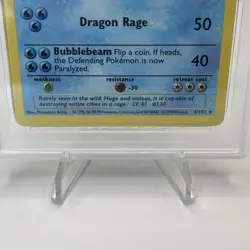 Dragon Rage 50
Bubblebeam Flip a coin. If heads,
the Defending Pokémon is now
Paralyzed. 40
weakness resistance retreat cost
-30
Rarely seen in the wild. Huge and vicious, it is capable of
destroying entire cities in a rage. LV. 41 #130
6/102